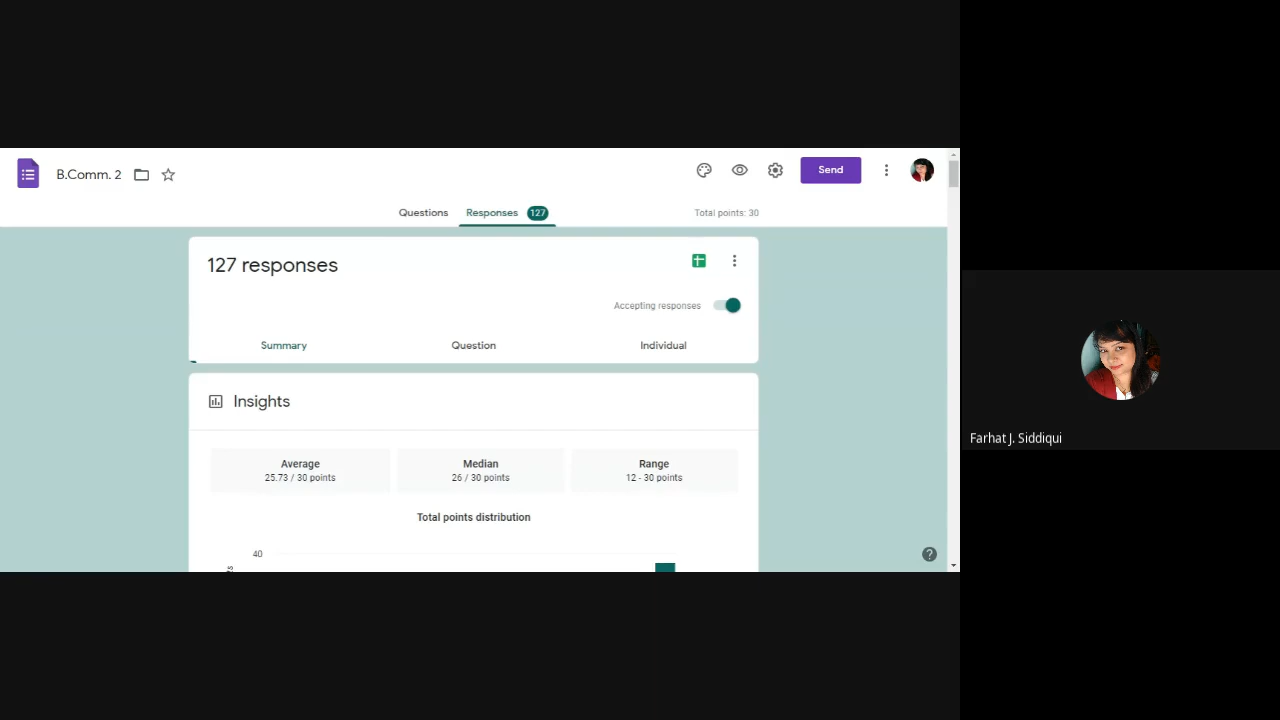 B.Comm. 2
Send
Questions
Responses 127
Total points: 30
127 responses
Accepting responses
Summary
Question
Individual
Insights
Average
25.73 / 30 points
Median
26 / 30 points
Range
12 - 30 points
Total points distribution
40
Farhat J. Siddiqui